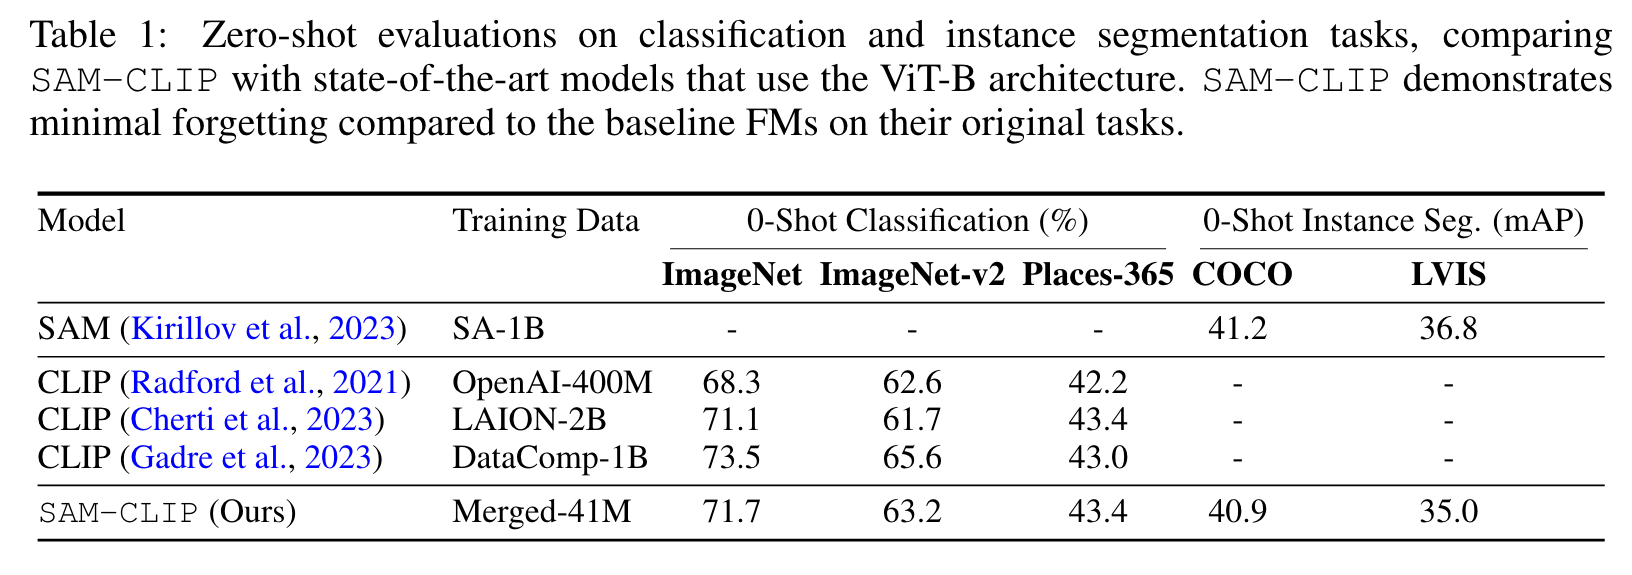 Table 1: Zero-shot evaluations on classification and instance segmentation tasks, comparing
SAM-CLIP with state-of-the-art models that use the ViT-B architecture. SAM-CLIP demonstrates
minimal forgetting compared to the baseline FMs on their original tasks.
Model Training Data 0-Shot Classification (%) 0-Shot Instance Seg. (mAP)
ImageNet ImageNet-v2 Places-365 COCO LVIS
SAM (Kirillov et al., 2023) SA-1B - - - 41.2 36.8
CLIP (Radford et al., 2021) OpenAI-400M 68.3 62.6 42.2 - -
CLIP (Cherti et al., 2023) LAION-2B 71.1 61.7 43.4 - -
CLIP (Gadre et al., 2023) DataComp-1B 73.5 65.6 43.0 - -
SAM-CLIP (Ours) Merged-41M 71.7 63.2 43.4 40.9 35.0